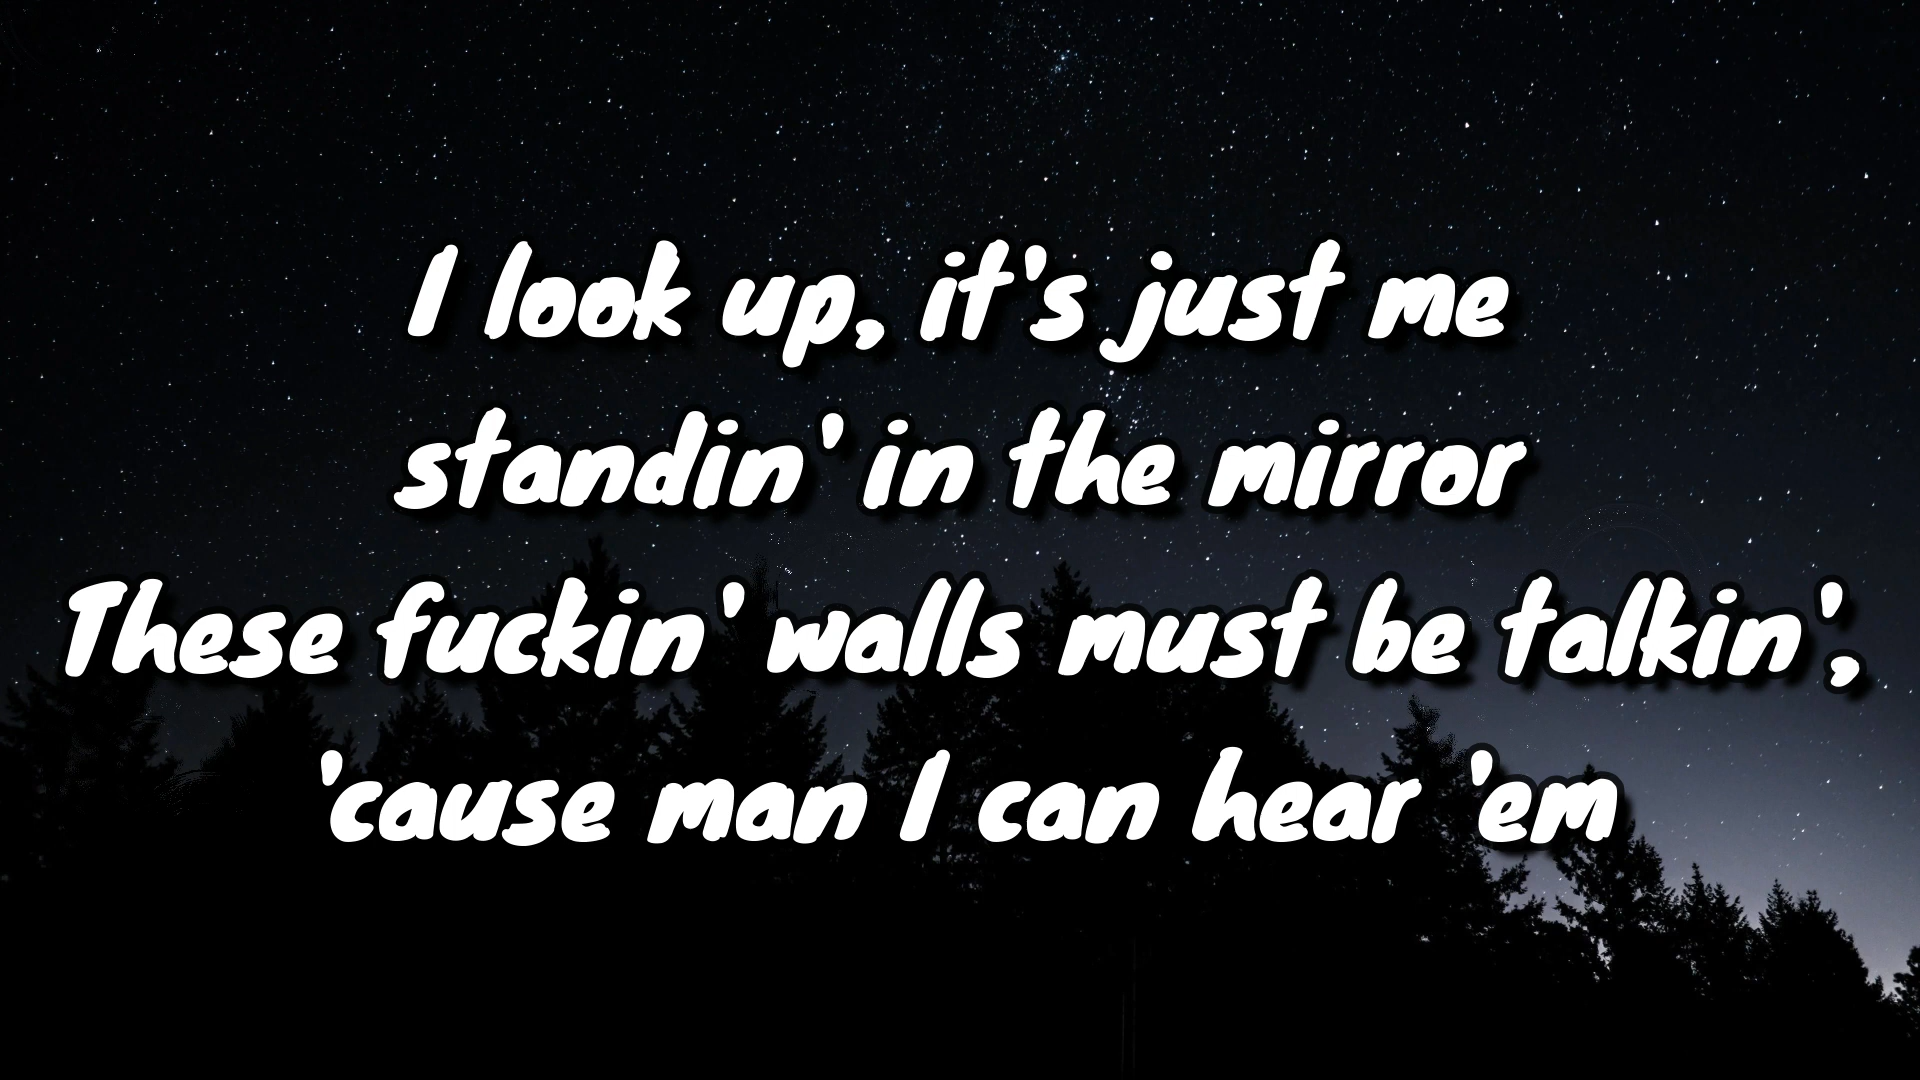 I look up, it's just me
standin' in the mirror
These fuckin' walls must be talkin',
'cause man I can hear 'em